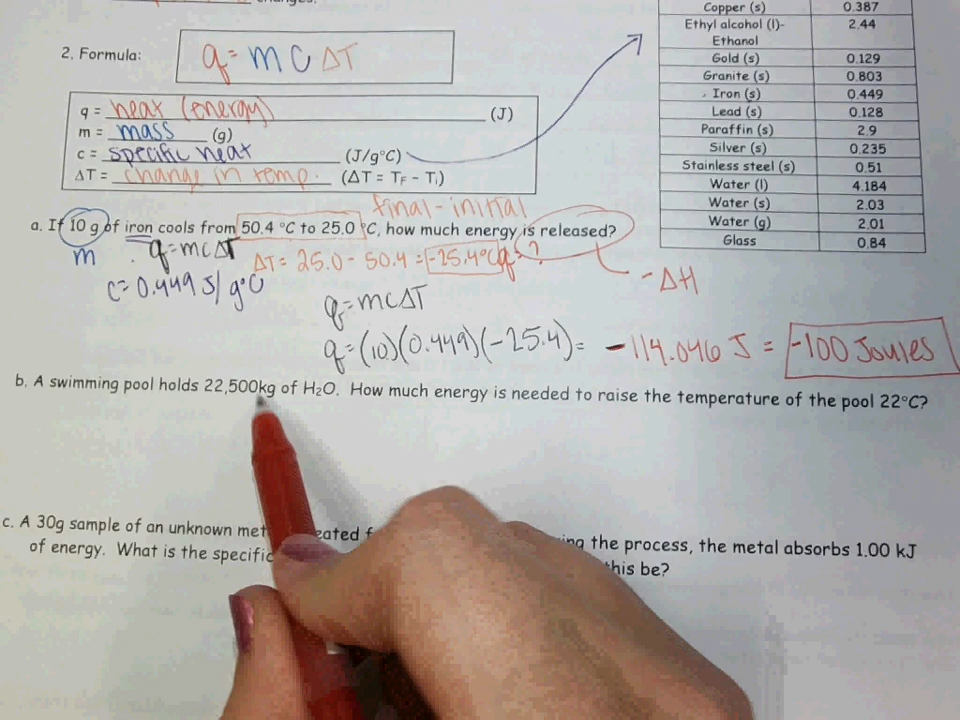 changes.
2. Formula: q = m C ΔT
q = heat (energy) (J)
m = mass (g)
c = specific heat (J/g°C)
ΔT = change in temp. (ΔT = TF - Ti)
final - initial
Copper (s) 0.387
Ethyl alcohol (l)- 2.44
Ethanol
Gold (s) 0.129
Granite (s) 0.803
Iron (s) 0.449
Lead (s) 0.128
Paraffin (s) 2.9
Silver (s) 0.235
Stainless steel (s) 0.51
Water (l) 4.184
Water (s) 2.03
Water (g) 2.01
Glass 0.84
a. If 10 g of iron cools from 50.4 °C to 25.0 °C, how much energy is released?
m q=mCΔT ΔT = 25.0 - 50.4 = -25.4°C q = ?
C = 0.449 J/g°C - ΔH
q = mCΔT
q = (10)(0.449)(-25.4) = -114.046 J = -100 Joules
b. A swimming pool holds 22,500kg of H₂O. How much energy is needed to raise the temperature of the pool 22°C?
c. A 30g sample of an unknown met eated f ing the process, the metal absorbs 1.00 kJ
of energy. What is the specific this be?